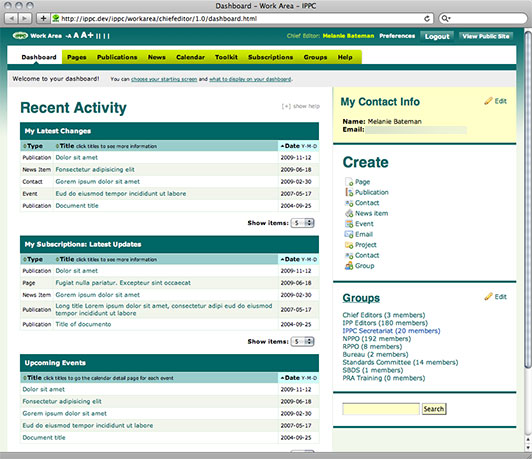 Dashboard – Work Area – IPPC
http://ippc.dev/ippc/workarea/chiefeditor/1.0/dashboard.html
IPPC Work Area -A A A+
Chief Editor: Melanie Bateman Preferences Logout View Public Site
Dashboard Pages Publications News Calendar Toolkit Subscriptions Groups Help
Welcome to your dashboard! You can choose your starting screen and what to display on your dashboard.
Recent Activity
[+] show help
My Latest Changes
Type Title click titles to see more information Date Y-M-D
Publication Dolor sit amet 2009-11-12
News Item Fonsectetur adipisicing elit 2009-06-18
Contact Gorem ipsum dolor sit amet 2009-02-30
Event Eud do eiusmod tempor incididunt ut labore 2007-05-17
Publication Document title 2004-09-25
Show items: 5
My Subscriptions: Latest Updates
Type Title click titles to see more information Date Y-M-D
Publication Dolor sit amet 2009-11-12
Page Fugiat nulla pariatur. Excepteur sint occaecat 2009-06-18
News Item Gorem ipsum dolor sit amet 2009-02-30
Publication Long title Lorem ipsum dolor sit amet, consectetur adipi eud do eiusmod
tempor incididunt ut labore 2007-05-17
Publication Title of documento 2004-09-25
Show items: 5
Upcoming Events
Title click titles to go the calendar detail page for each event Date Y-M-D
Dolor sit amet 2009-11-12
Fonsectetur adipisicing elit 2009-06-18
Gorem ipsum dolor sit amet 2009-02-30
Eud do eiusmod tempor incididunt ut labore 2007-05-17
Document title 2004-09-25
My Contact Info
Edit
Name: Melanie Bateman
Email:
Create
Page
Publication
Contact
News item
Event
Email
Project
Contact
Group
Groups
Edit
Chief Editors (3 members)
IPP Editors (180 members)
IPPC Secretariat (20 members)
NPPO (192 members)
RPPO (8 members)
Bureau (2 members)
Standards Committee (14 members)
SBDS (1 members)
PRA Training (0 members)
Search